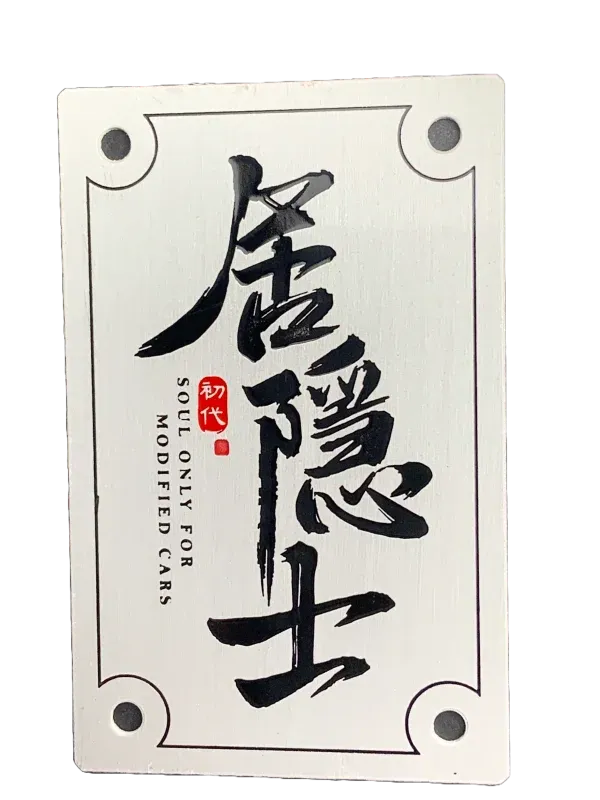 居隱士
初代
SOUL ONLY FOR
MODIFIED CARS